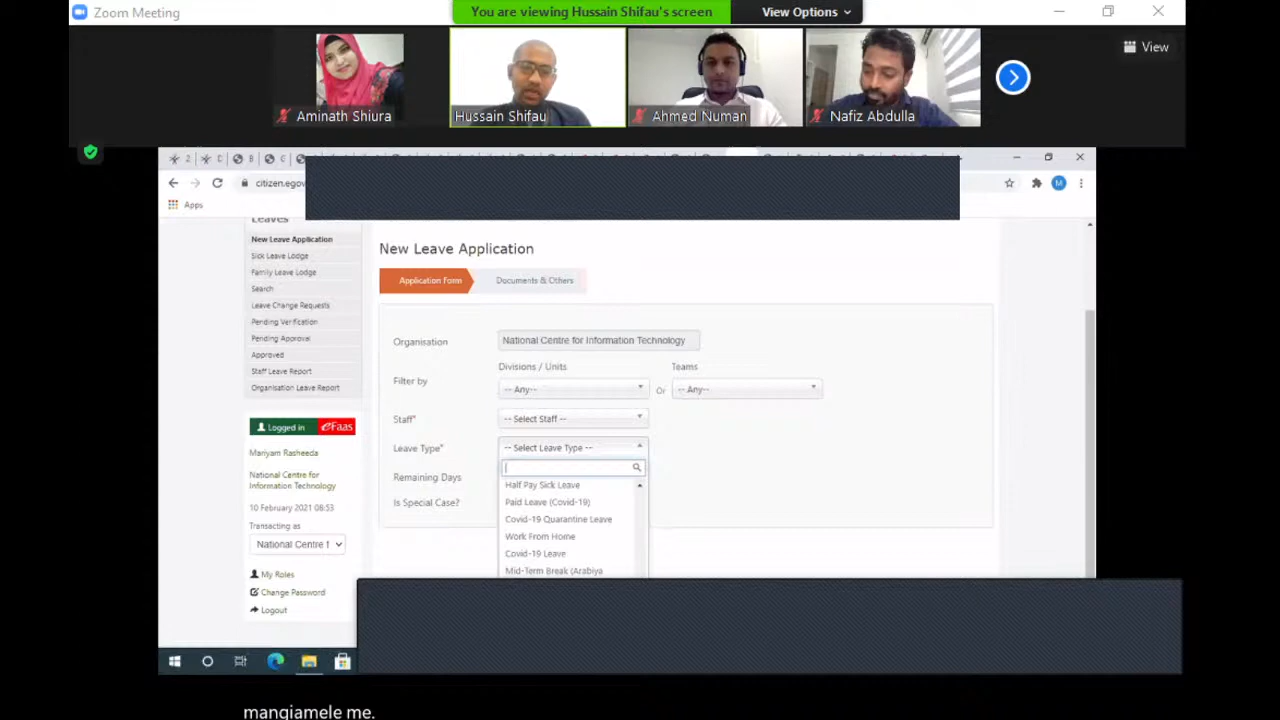 Zoom Meeting
You are viewing Hussain Shifau's screen
View Options
View
Aminath Shiura
Hussain Shifau
Ahmed Numan
Nafiz Abdulla
2
C
B
C
citizen.egov
M
Apps
Leaves
New Leave Application
Sick Leave Lodge
Family Leave Lodge
Search
Leave Change Requests
Pending Verification
Pending Approval
Approved
Staff Leave Report
Organisation Leave Report
Logged in eFaas
Mariyam Rasheeda
National Centre for
Information Technology
10 February 2021 08:53
Transacting as
National Centre f
My Roles
Change Password
Logout
New Leave Application
Application Form
Documents & Others
Organisation
National Centre for Information Technology
Divisions / Units
Teams
Filter by
-- Any--
Or
-- Any--
Staff*
-- Select Staff --
Leave Type*
-- Select Leave Type --
Remaining Days
Is Special Case?
Half Pay Sick Leave
Paid Leave (Covid-19)
Covid-19 Quarantine Leave
Work From Home
Covid-19 Leave
Mid-Term Break (Arabiya
mangiamele me.